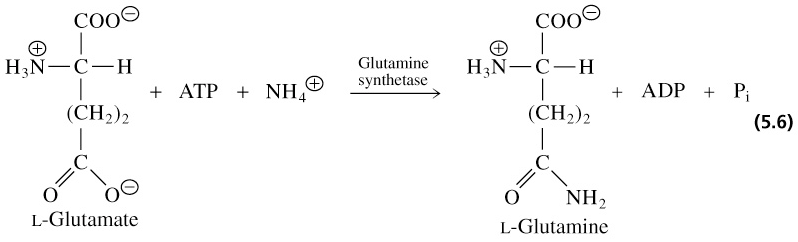 COO⊖ COO⊖
H₃N⊕—C—H + ATP + NH₄⊕ Glutamine synthetase H₃N⊕—C—H + ADP + Pᵢ
(CH₂)₂ (CH₂)₂ (5.6)
C C
O O⊖ O NH₂
L-Glutamate L-Glutamine